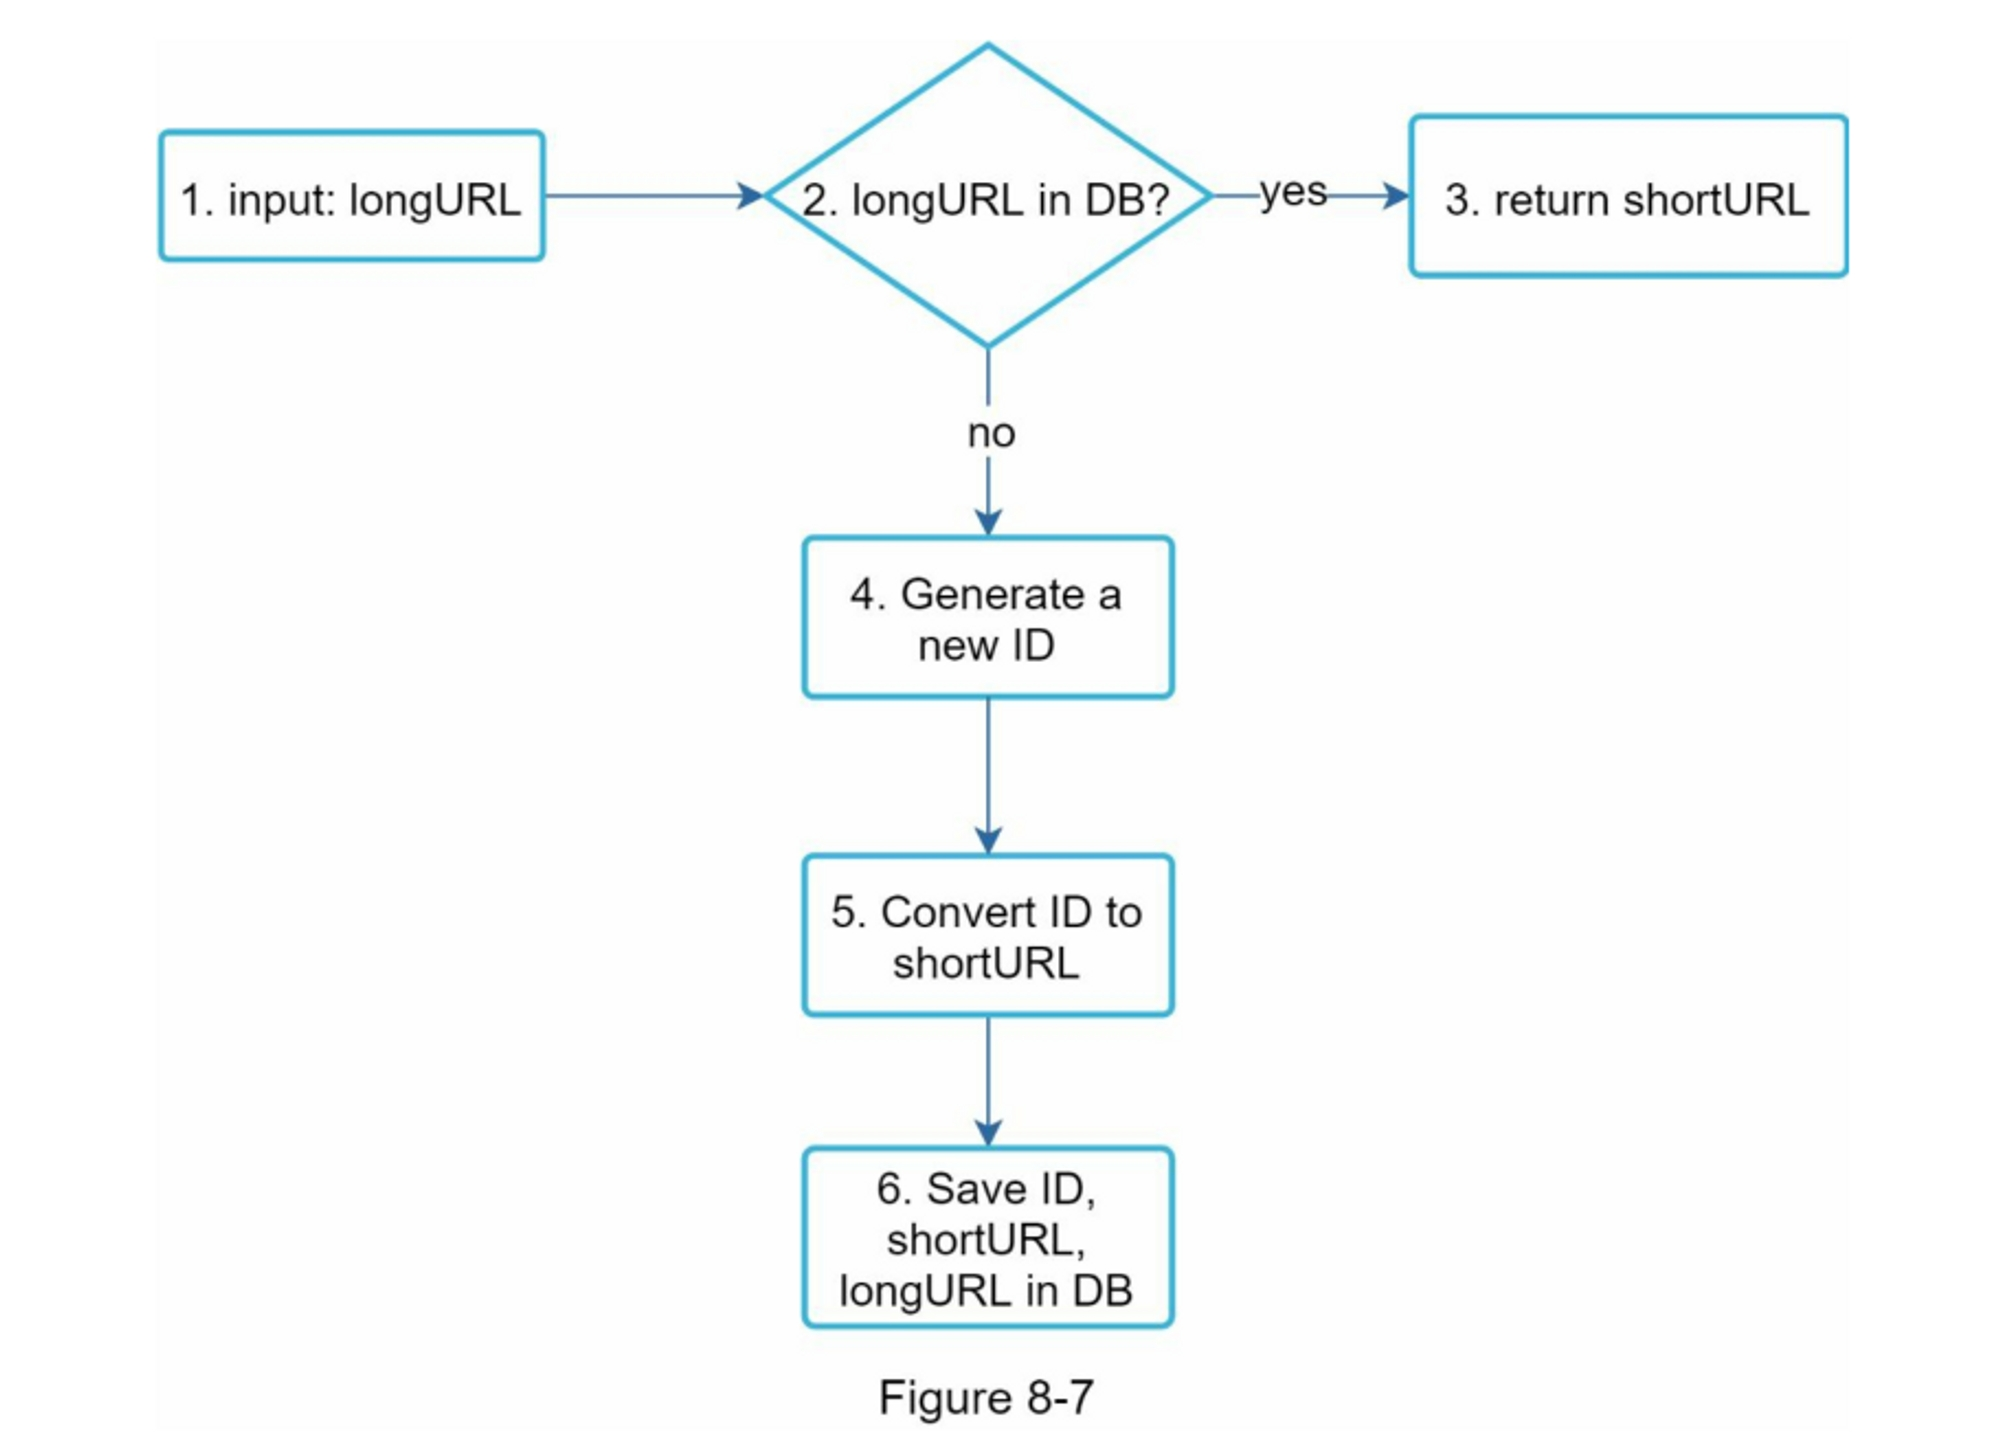 1. input: longURL
2. longURL in DB?
yes
3. return shortURL
no
4. Generate a
new ID
5. Convert ID to
shortURL
6. Save ID,
shortURL,
longURL in DB
Figure 8-7